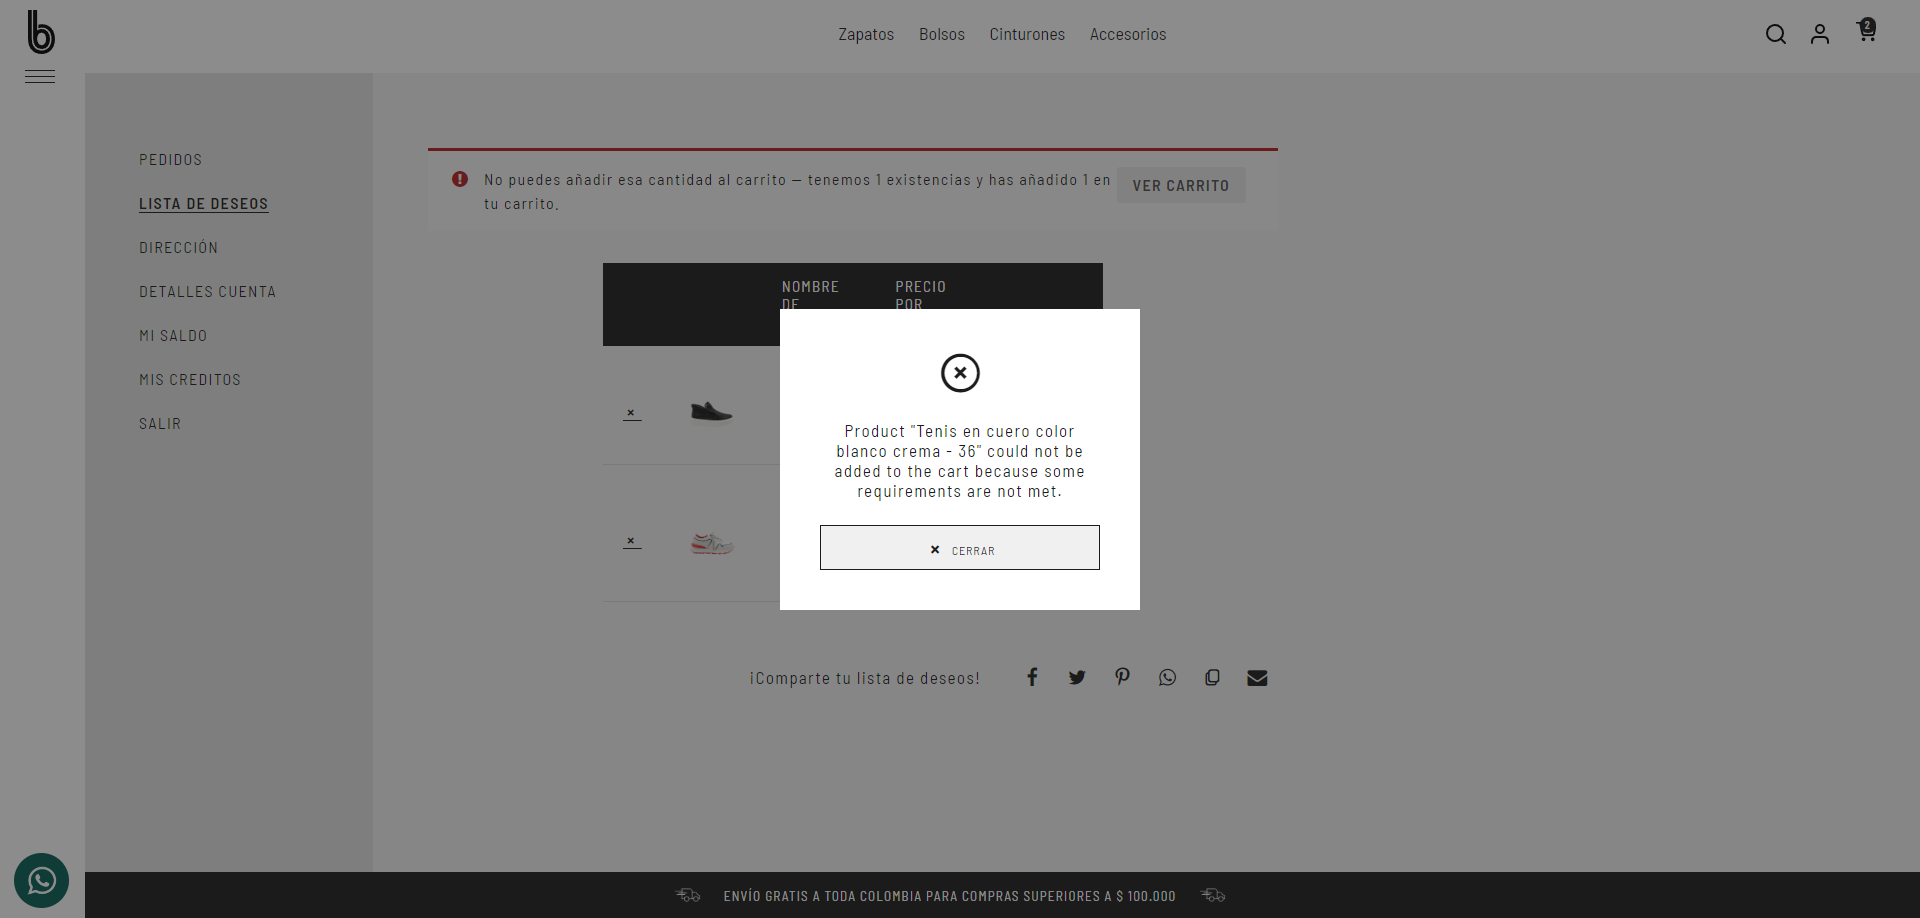 b
Zapatos Bolsos Cinturones Accesorios
2
PEDIDOS
LISTA DE DESEOS
DIRECCIÓN
DETALLES CUENTA
MI SALDO
MIS CREDITOS
SALIR
No puedes añadir esa cantidad al carrito — tenemos 1 existencias y has añadido 1 en
tu carrito.
VER CARRITO
NOMBRE
DE
PRECIO
POR
Product "Tenis en cuero color
blanco crema - 36" could not be
added to the cart because some
requirements are not met.
× CERRAR
¡Comparte tu lista de deseos!
ENVÍO GRATIS A TODA COLOMBIA PARA COMPRAS SUPERIORES A $ 100.000